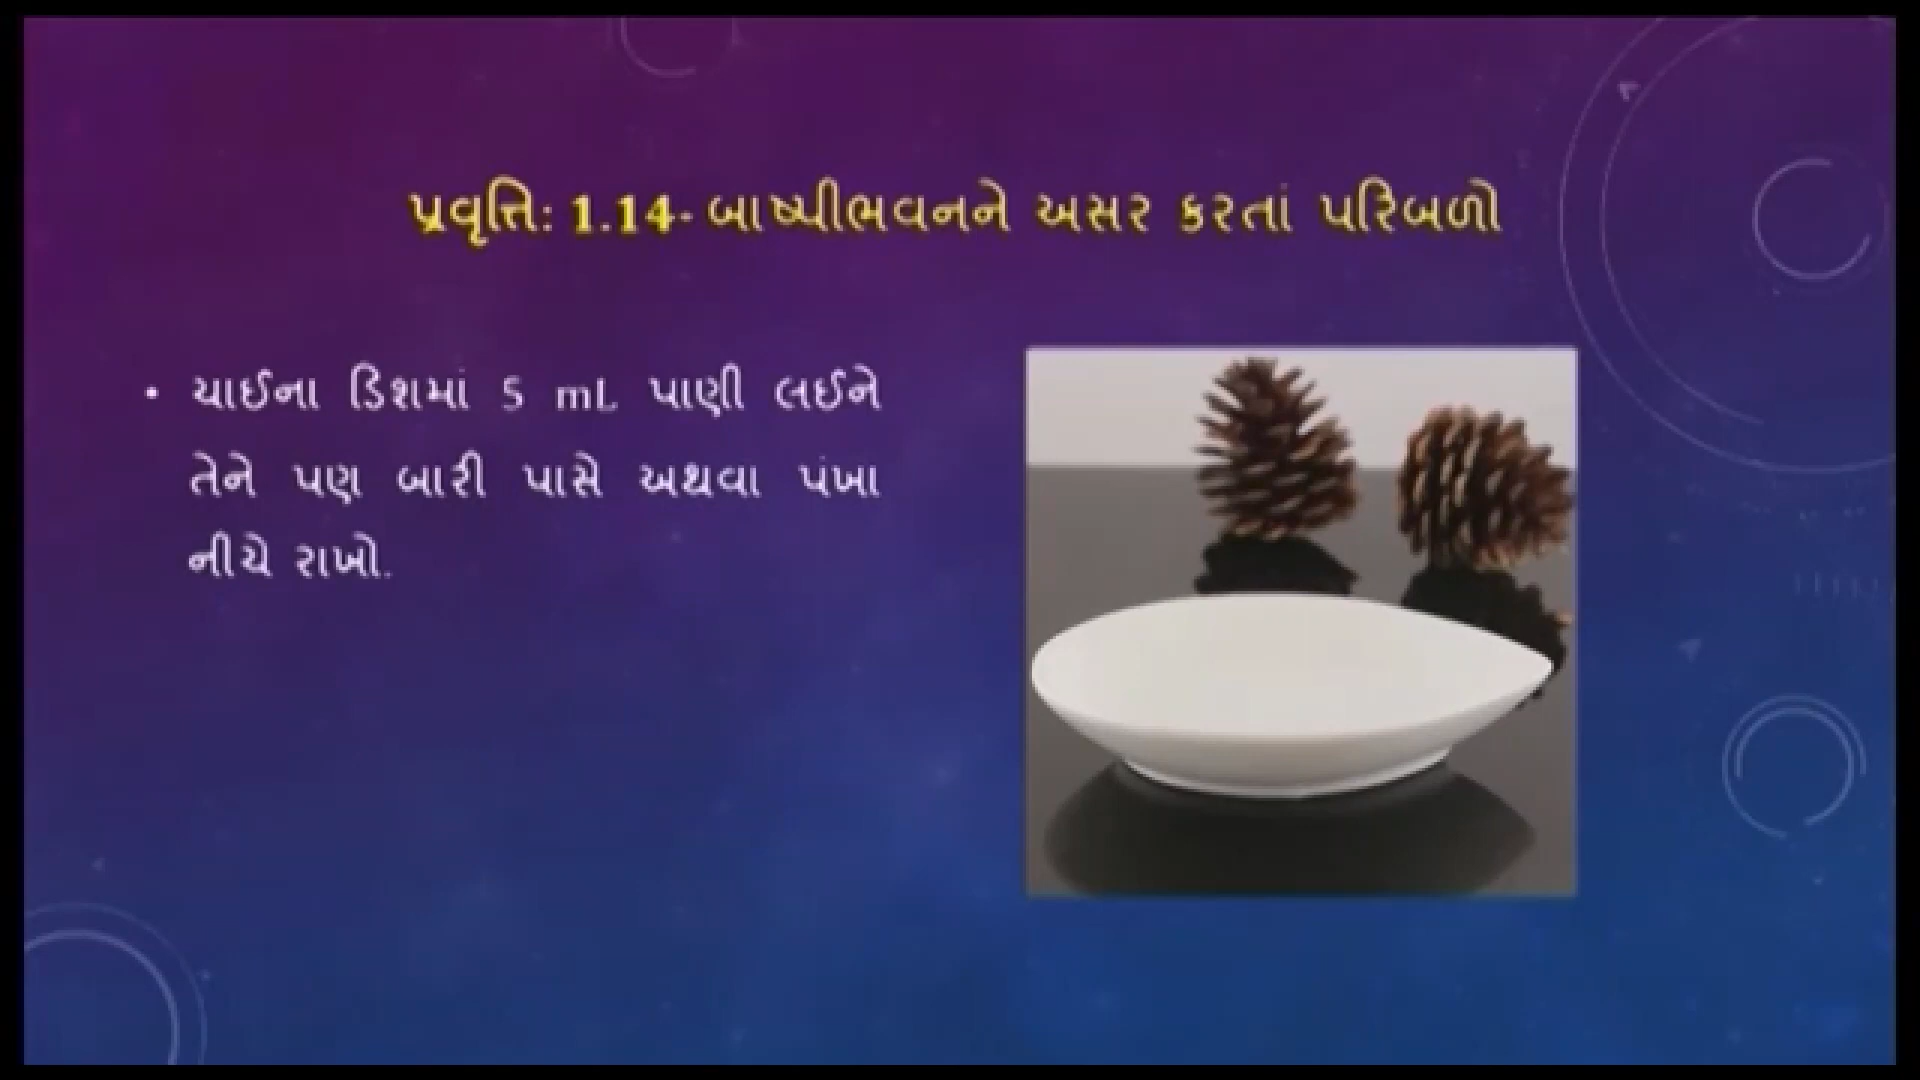 પ્રવૃત્તિ: 1.14- બાષ્પીભવનને અસર કરતાં પરિબળો
• ચાઈના ડિશમાં 5 mL પાણી લઈને
તેને પણ બારી પાસે અથવા પંખા
નીચે રાખો.